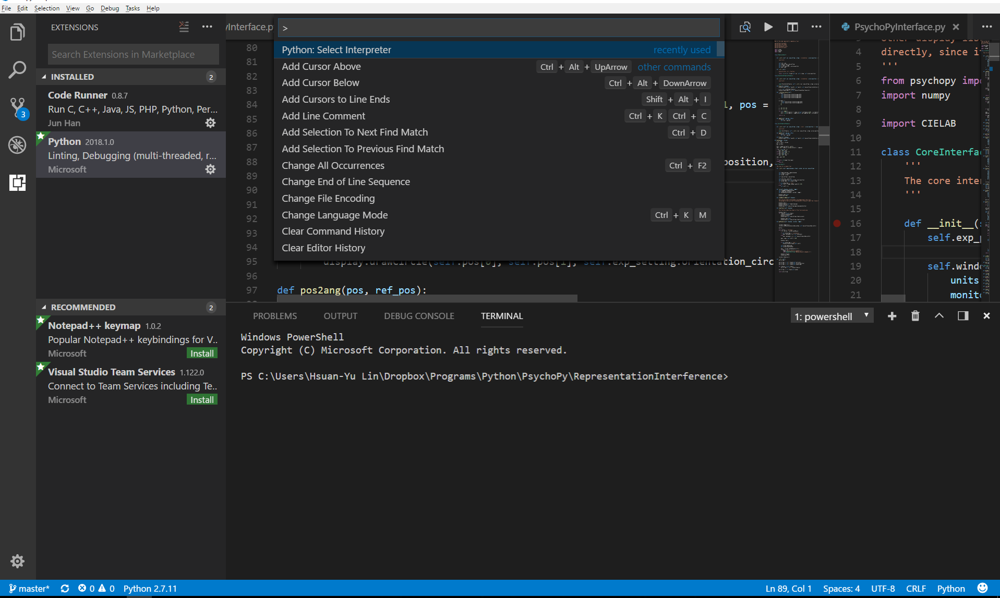 File Edit Selection View Go Debug Tasks Help
EXTENSIONS
Search Extensions in Marketplace
INSTALLED 2
Code Runner 0.8.7
Run C, C++, Java, JS, PHP, Python, Per...
Jun Han
Python 2018.1.0
Linting, Debugging (multi-threaded, r...
Microsoft
3
RECOMMENDED 2
Notepad++ keymap 1.0.2
Popular Notepad++ keybindings for V...
Microsoft Install
Visual Studio Team Services 1.122.0
Connect to Team Services including Te...
Microsoft Install
yInterface.p
>
Python: Select Interpreter recently used
Add Cursor Above Ctrl + Alt + UpArrow other commands
Add Cursor Below Ctrl + Alt + DownArrow
Add Cursors to Line Ends Shift + Alt + I
Add Line Comment Ctrl + K Ctrl + C
Add Selection To Next Find Match Ctrl + D
Add Selection To Previous Find Match
Change All Occurrences Ctrl + F2
Change End of Line Sequence
Change File Encoding
Change Language Mode Ctrl + K M
Clear Command History
Clear Editor History
80
81
82
83
84 1, pos =
85
86
87
88 position,
89
90
91
92
93
94
95 display.drawCircle(self.pos[0], self.pos[1], self.exp_setting.orientation_circ
96
97 def pos2ang(pos, ref_pos):
PsychoPyInterface.py
4 directly, since i
5 '''
6 from psychopy impo
7 import numpy
8
9 import CIELAB
10
11 class CoreInterfa
12 '''
13 The core inter
14 '''
15
16 def __init__(s
17 self.exp_p
18
19 self.windo
20 units
21 monito
PROBLEMS OUTPUT DEBUG CONSOLE TERMINAL 1: powershell
Windows PowerShell
Copyright (C) Microsoft Corporation. All rights reserved.
PS C:\Users\Hsuan-Yu Lin\Dropbox\Programs\Python\PsychoPy\RepresentationInterference>
master* 0 0 Python 2.7.11 Ln 89, Col 1 Spaces: 4 UTF-8 CRLF Python